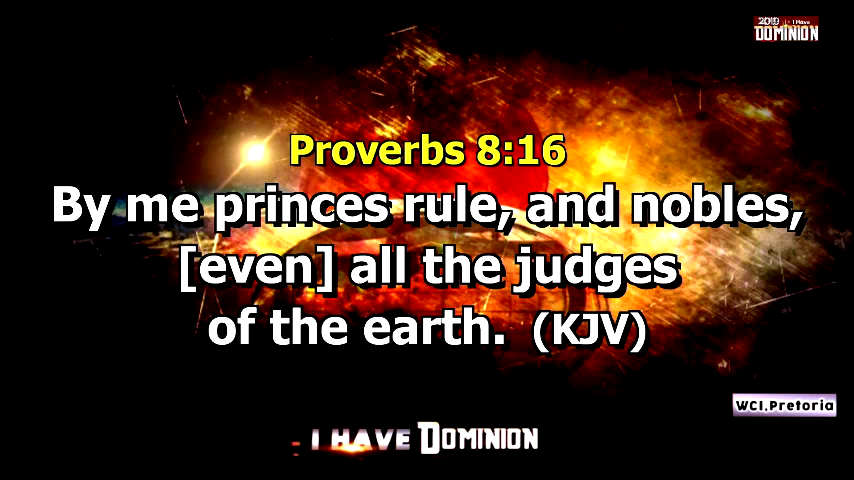 2019 I Have
DOMINION
Proverbs 8:16
By me princes rule, and nobles,
[even] all the judges
of the earth. (KJV)
WCI.Pretoria
- I HAVE DOMINION